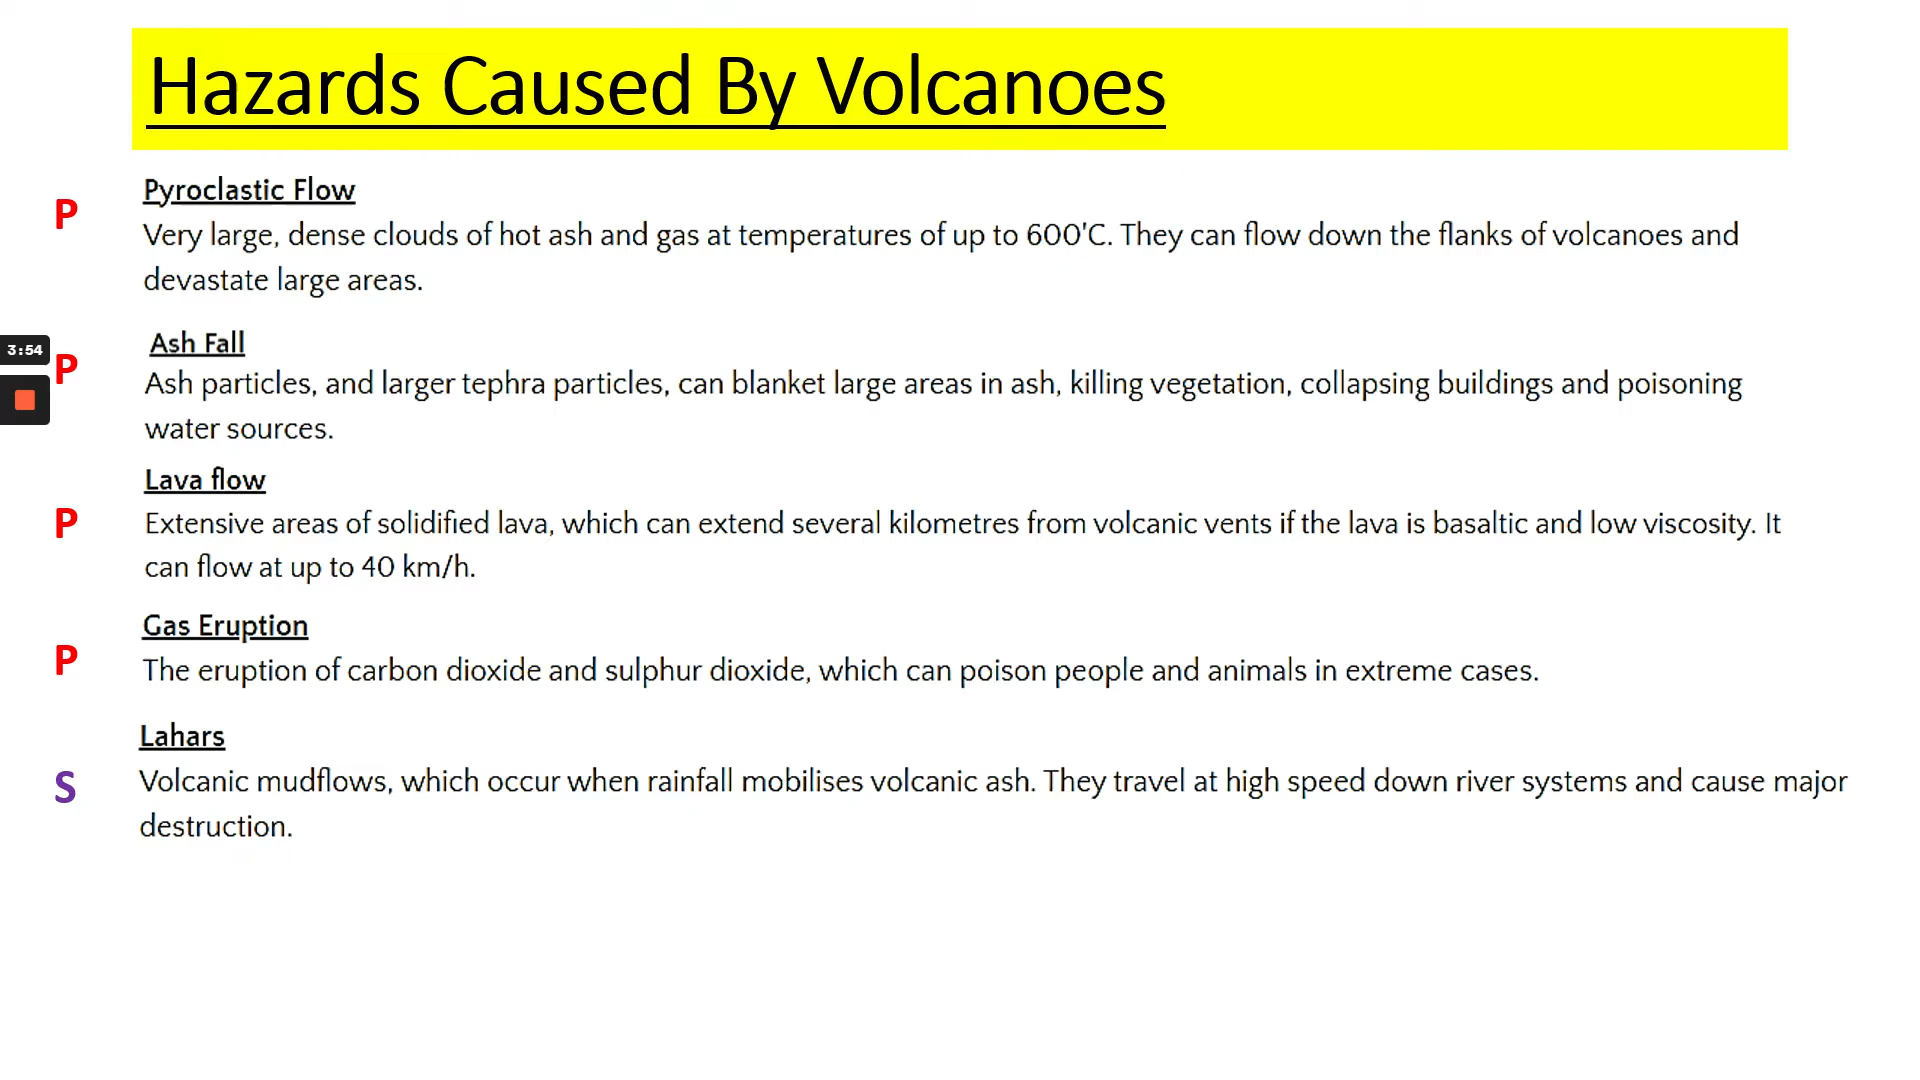 Hazards Caused By Volcanoes
Pyroclastic Flow
P
Very large, dense clouds of hot ash and gas at temperatures of up to 600'C. They can flow down the flanks of volcanoes and
devastate large areas.
Ash Fall
3:54
P
Ash particles, and larger tephra particles, can blanket large areas in ash, killing vegetation, collapsing buildings and poisoning
water sources.
Lava flow
P
Extensive areas of solidified lava, which can extend several kilometres from volcanic vents if the lava is basaltic and low viscosity. It
can flow at up to 40 km/h.
Gas Eruption
P
The eruption of carbon dioxide and sulphur dioxide, which can poison people and animals in extreme cases.
Lahars
S
Volcanic mudflows, which occur when rainfall mobilises volcanic ash. They travel at high speed down river systems and cause major
destruction.